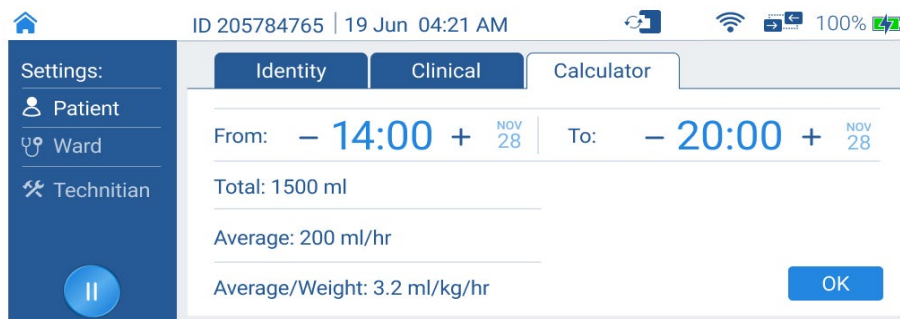 ID 205784765 | 19 Jun 04:21 AM 100%
Settings:
Patient
Ward
Technitian
Identity Clinical Calculator
From: – 14:00 + NOV 28 To: – 20:00 + NOV 28
Total: 1500 ml
Average: 200 ml/hr
Average/Weight: 3.2 ml/kg/hr
OK